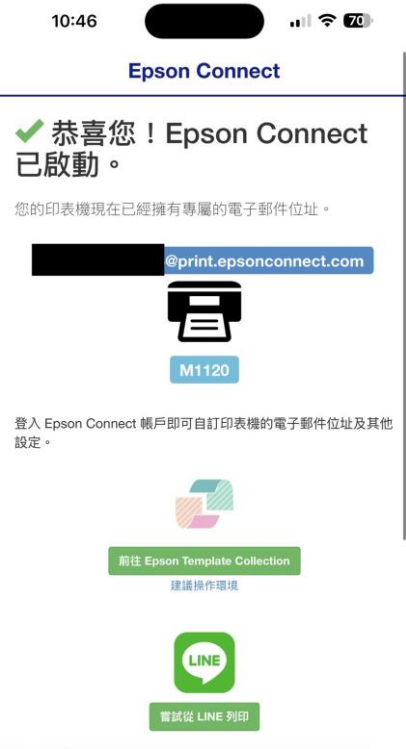 10:46
70
Epson Connect
恭喜您！Epson Connect
已啟動。
您的印表機現在已經擁有專屬的電子郵件位址。
@print.epsonconnect.com
M1120
登入 Epson Connect 帳戶即可自訂印表機的電子郵件位址及其他
設定。
前往 Epson Template Collection
建議操作環境
LINE
嘗試從 LINE 列印